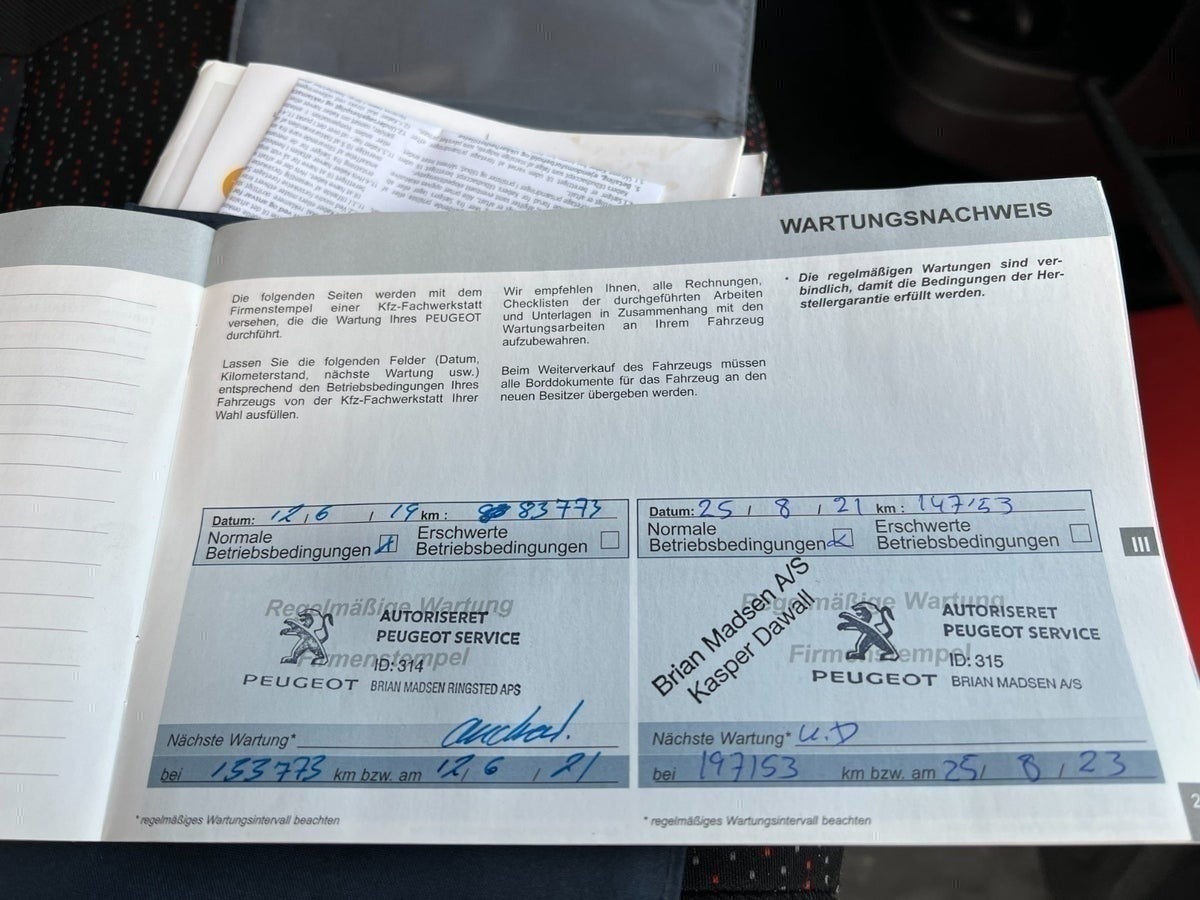 WARTUNGSNACHWEIS
Die folgenden Seiten werden mit dem
Firmenstempel einer Kfz-Fachwerkstatt
versehen, die die Wartung Ihres PEUGEOT
durchführt.
Lassen Sie die folgenden Felder (Datum,
Kilometerstand, nächste Wartung usw.)
entsprechend den Betriebsbedingungen Ihres
Fahrzeugs von der Kfz-Fachwerkstatt Ihrer
Wahl ausfüllen.
Wir empfehlen Ihnen, alle Rechnungen,
Checklisten der durchgeführten Arbeiten
und Unterlagen in Zusammenhang mit den
Wartungsarbeiten an Ihrem Fahrzeug
aufzubewahren.
Beim Weiterverkauf des Fahrzeugs müssen
alle Borddokumente für das Fahrzeug an den
neuen Besitzer übergeben werden.
• Die regelmäßigen Wartungen sind ver-
bindlich, damit die Bedingungen der Her-
stellergarantie erfüllt werden.
Datum: 12 / 6 / 19 km : 83773
Normale
Betriebsbedingungen
Erschwerte
Betriebsbedingungen
Regelmäßige Wartung
Firmenstempel
AUTORISERET
PEUGEOT SERVICE
ID: 314
PEUGEOT BRIAN MADSEN RINGSTED APS
Nächste Wartung*
bei 153773 km bzw. am 12 / 6 / 21
*regelmäßiges Wartungsintervall beachten
Datum: 25 / 8 / 21 km : 147153
Normale
Betriebsbedingungen
Erschwerte
Betriebsbedingungen
Regelmäßige Wartung
Firmenstempel
Brian Madsen A/S
Kasper Dawall
AUTORISERET
PEUGEOT SERVICE
ID: 315
PEUGEOT BRIAN MADSEN A/S
Nächste Wartung* U.D
bei 197153 km bzw. am 25 / 8 / 23
*regelmäßiges Wartungsintervall beachten
III
2